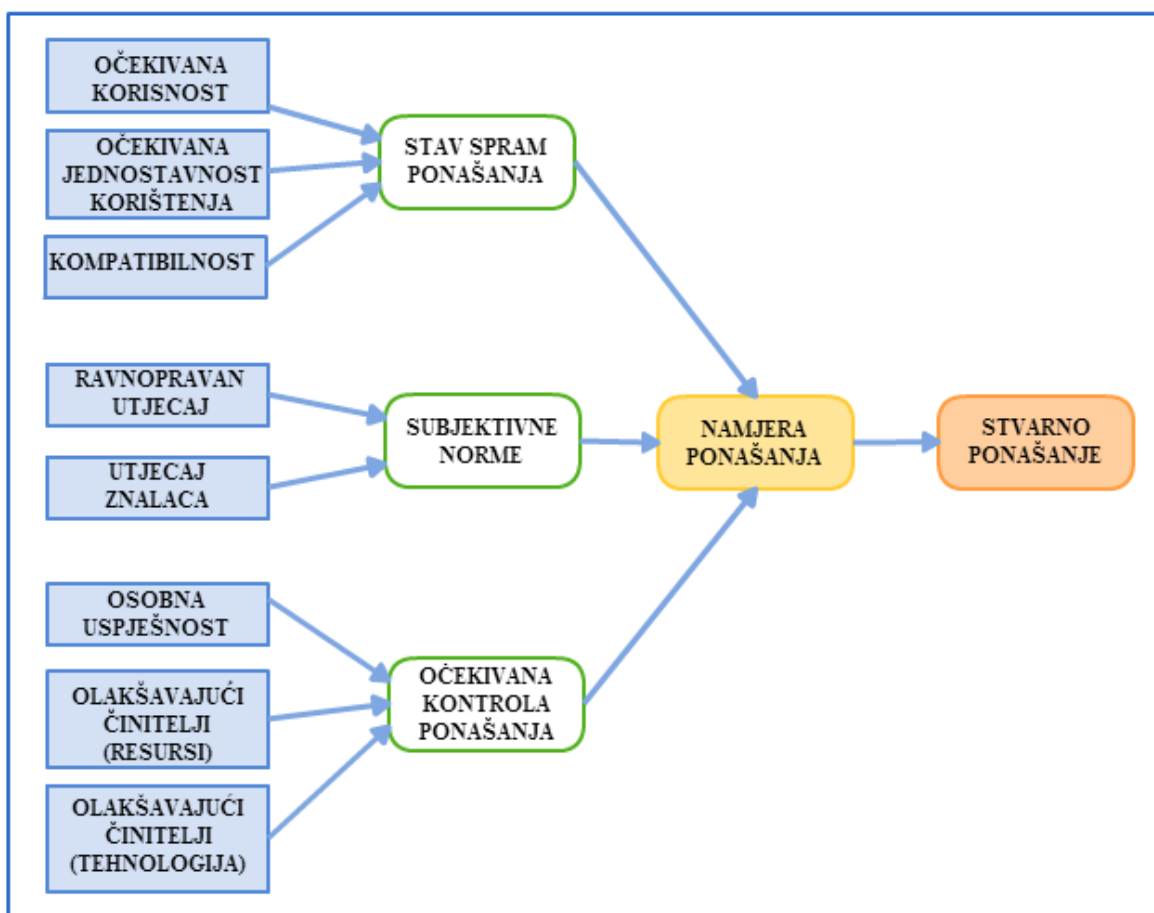 OČEKIVANA
KORISNOST
OČEKIVANA
JEDNOSTAVNOST
KORIŠTENJA
KOMPATIBILNOST
STAV SPRAM
PONAŠANJA
RAVNOPRAVAN
UTJECAJ
UTJECAJ
ZNALACA
SUBJEKTIVNE
NORME
NAMJERA
PONAŠANJA
STVARNO
PONAŠANJE
OSOBNA
USPJEŠNOST
OLAKŠAVAJUĆI
ČINITELJI
(RESURSI)
OLAKŠAVAJUĆI
ČINITELJI
(TEHNOLOGIJA)
OČEKIVANA
KONTROLA
PONAŠANJA